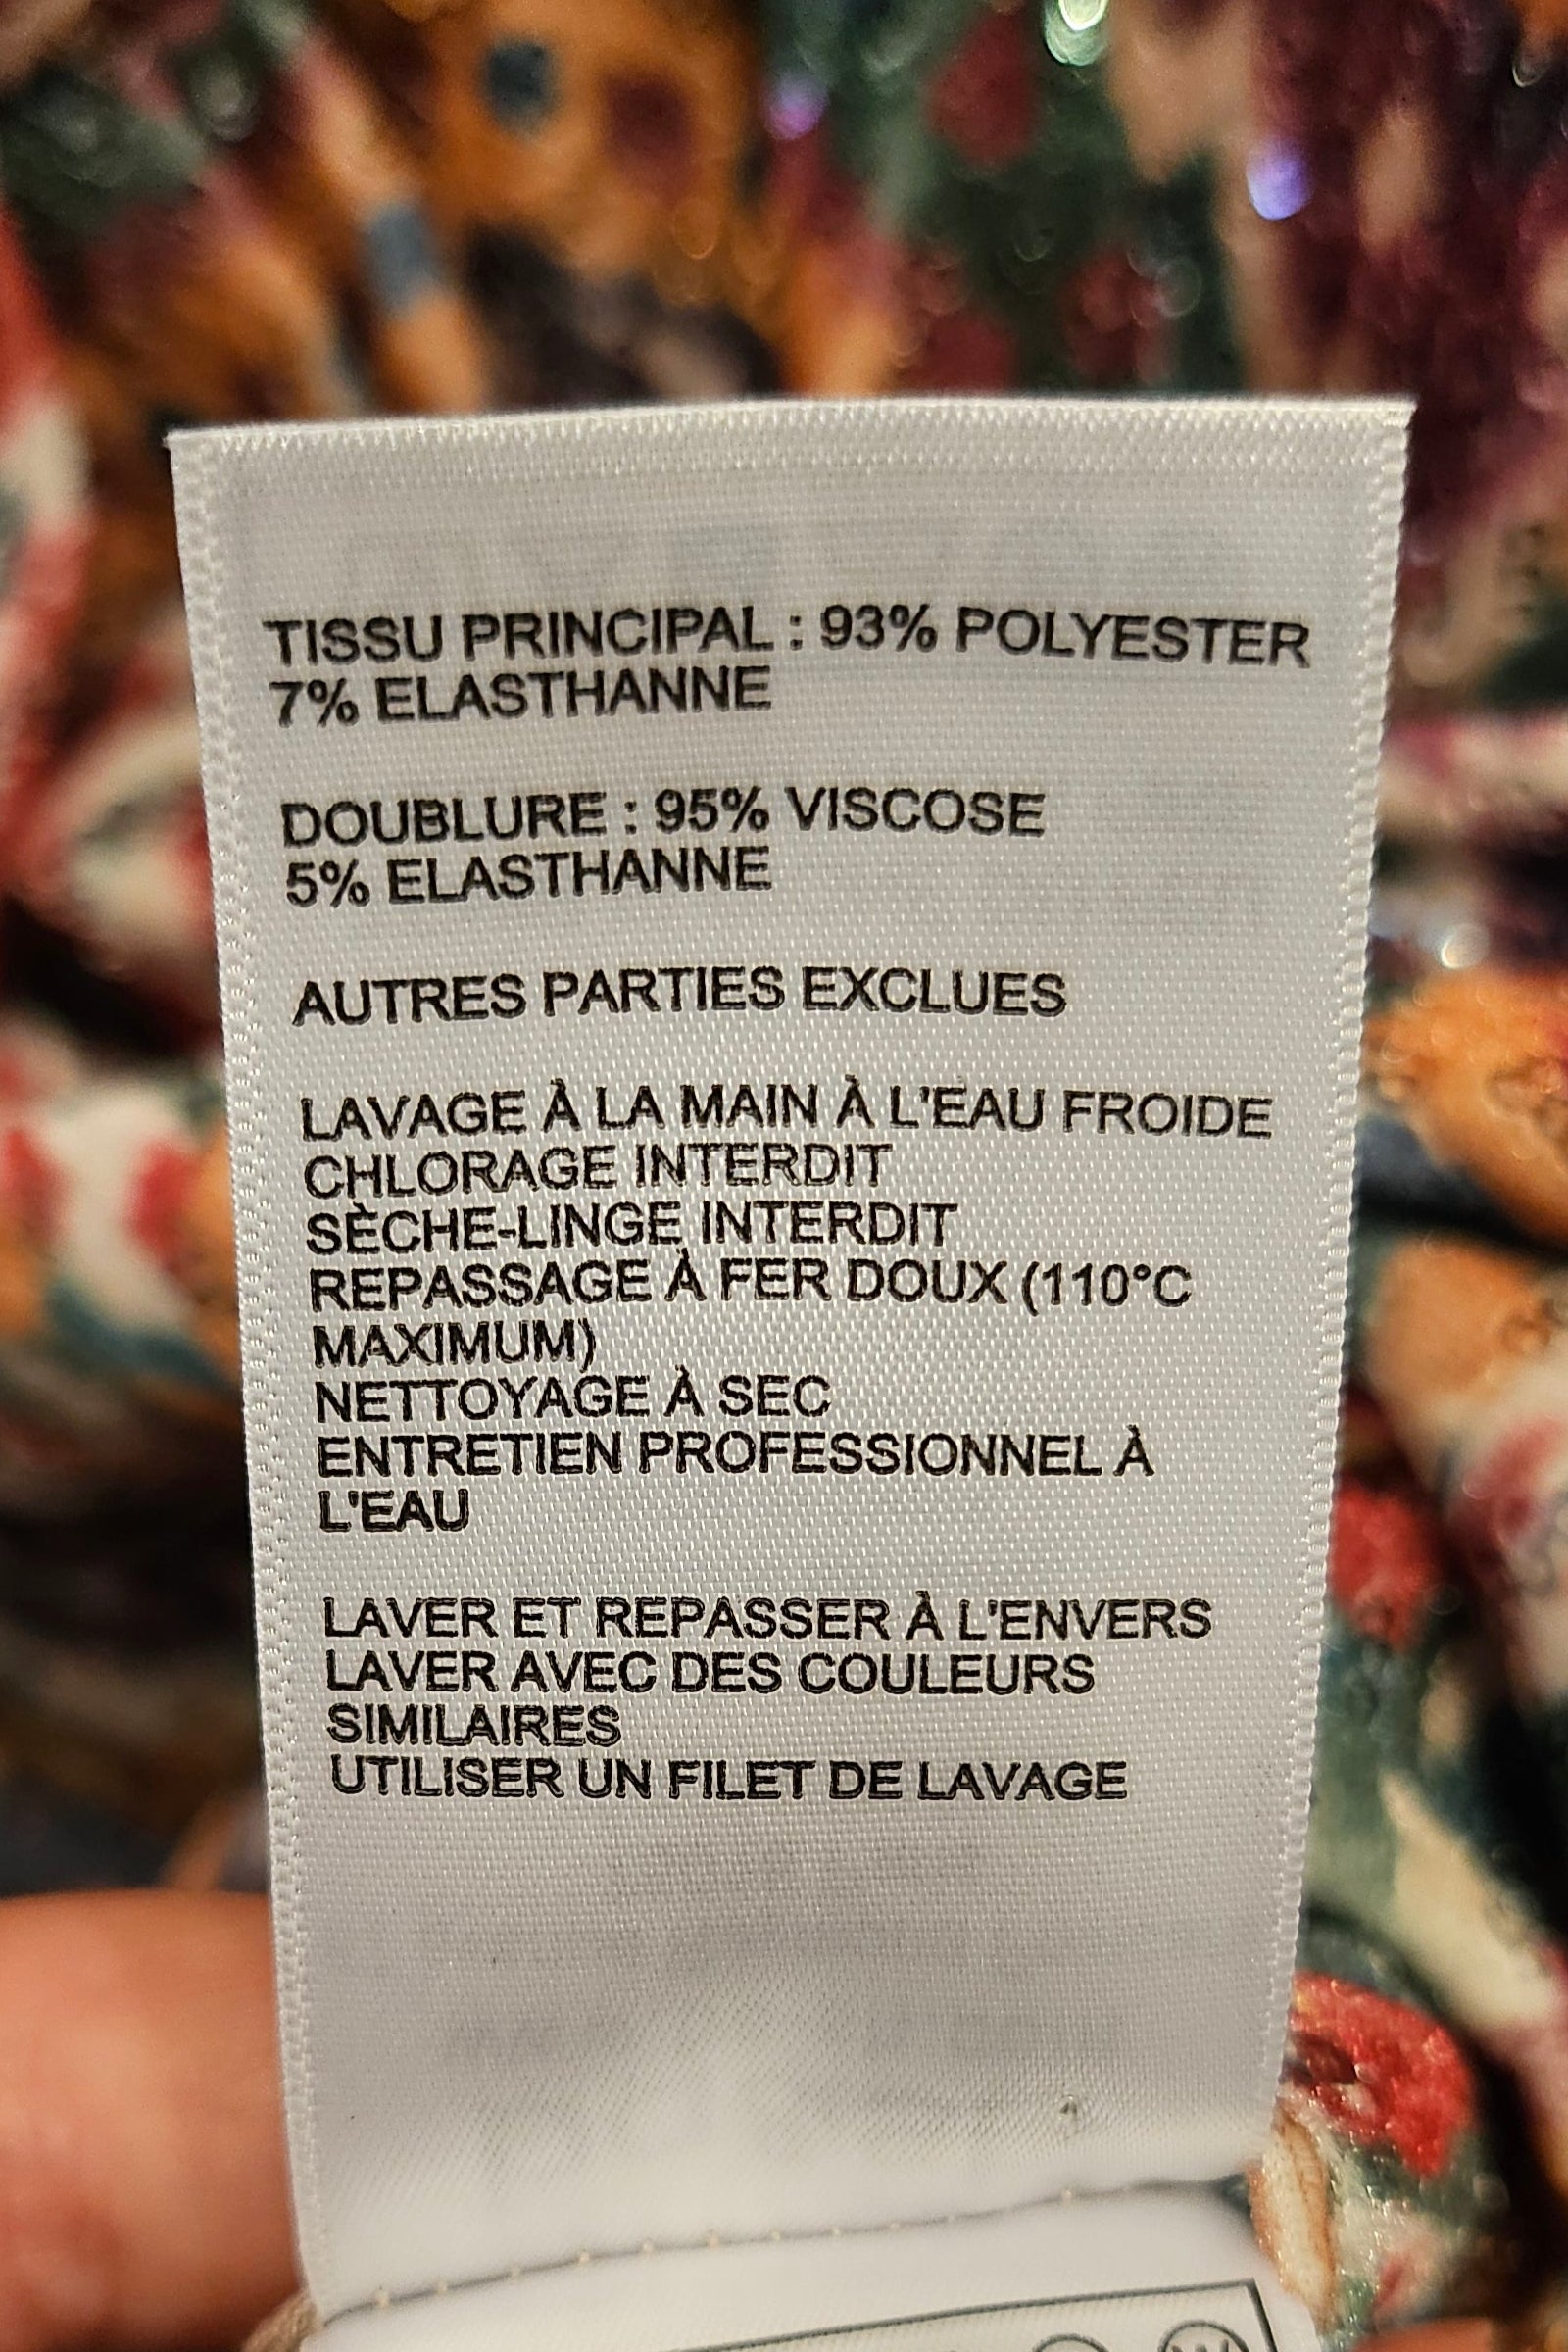 TISSU PRINCIPAL : 93% POLYESTER
7% ELASTHANNE
DOUBLURE : 95% VISCOSE
5% ELASTHANNE
AUTRES PARTIES EXCLUES
LAVAGE À LA MAIN À L'EAU FROIDE
CHLORAGE INTERDIT
SÈCHE-LINGE INTERDIT
REPASSAGE À FER DOUX (110°C
MAXIMUM)
NETTOYAGE À SEC
ENTRETIEN PROFESSIONNEL À
L'EAU
LAVER ET REPASSER À L'ENVERS
LAVER AVEC DES COULEURS
SIMILAIRES
UTILISER UN FILET DE LAVAGE